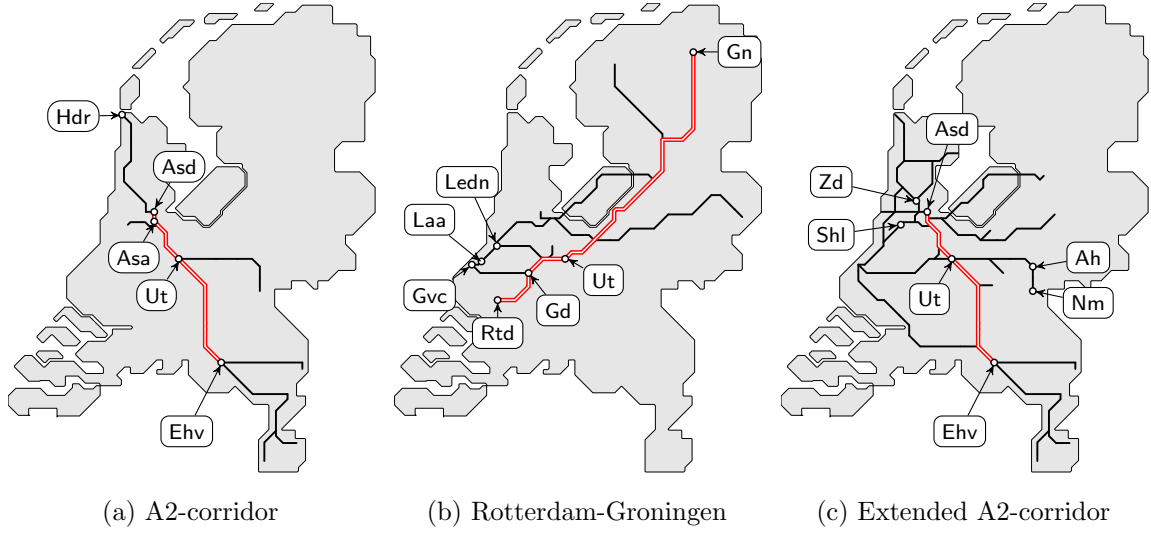 Hdr
Asd
Asa
Ut
Ehv
(a) A2-corridor
Gn
Ledn
Laa
Gvc
Rtd
Gd
Ut
(b) Rotterdam-Groningen
Asd
Zd
Shl
Ut
Ah
Nm
Ehv
(c) Extended A2-corridor